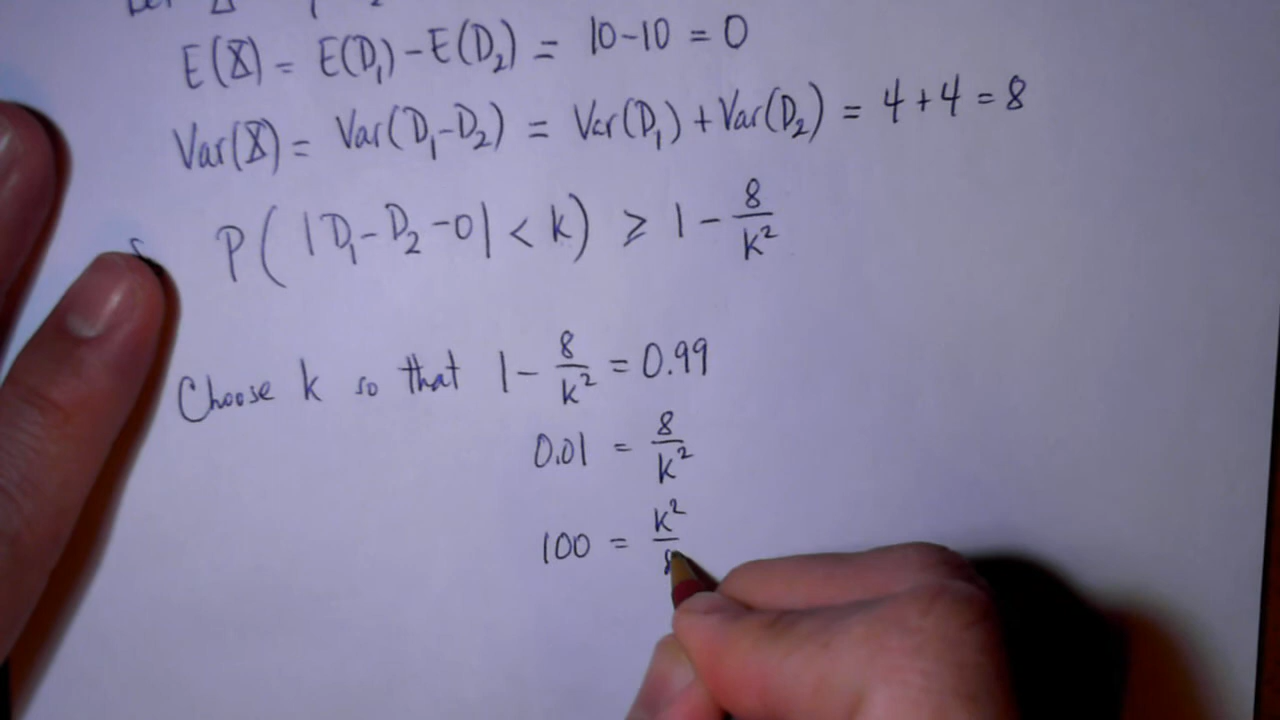 E(X) = E(D₁) - E(D₂) = 10-10 = 0
Var(X) = Var(D₁-D₂) = Var(D₁) + Var(D₂) = 4+4 = 8
P( |D₁-D₂-0| < k) ≥ 1 - 8/k²
Choose k so that 1 - 8/k² = 0.99
0.01 = 8/k²
100 = k²/8